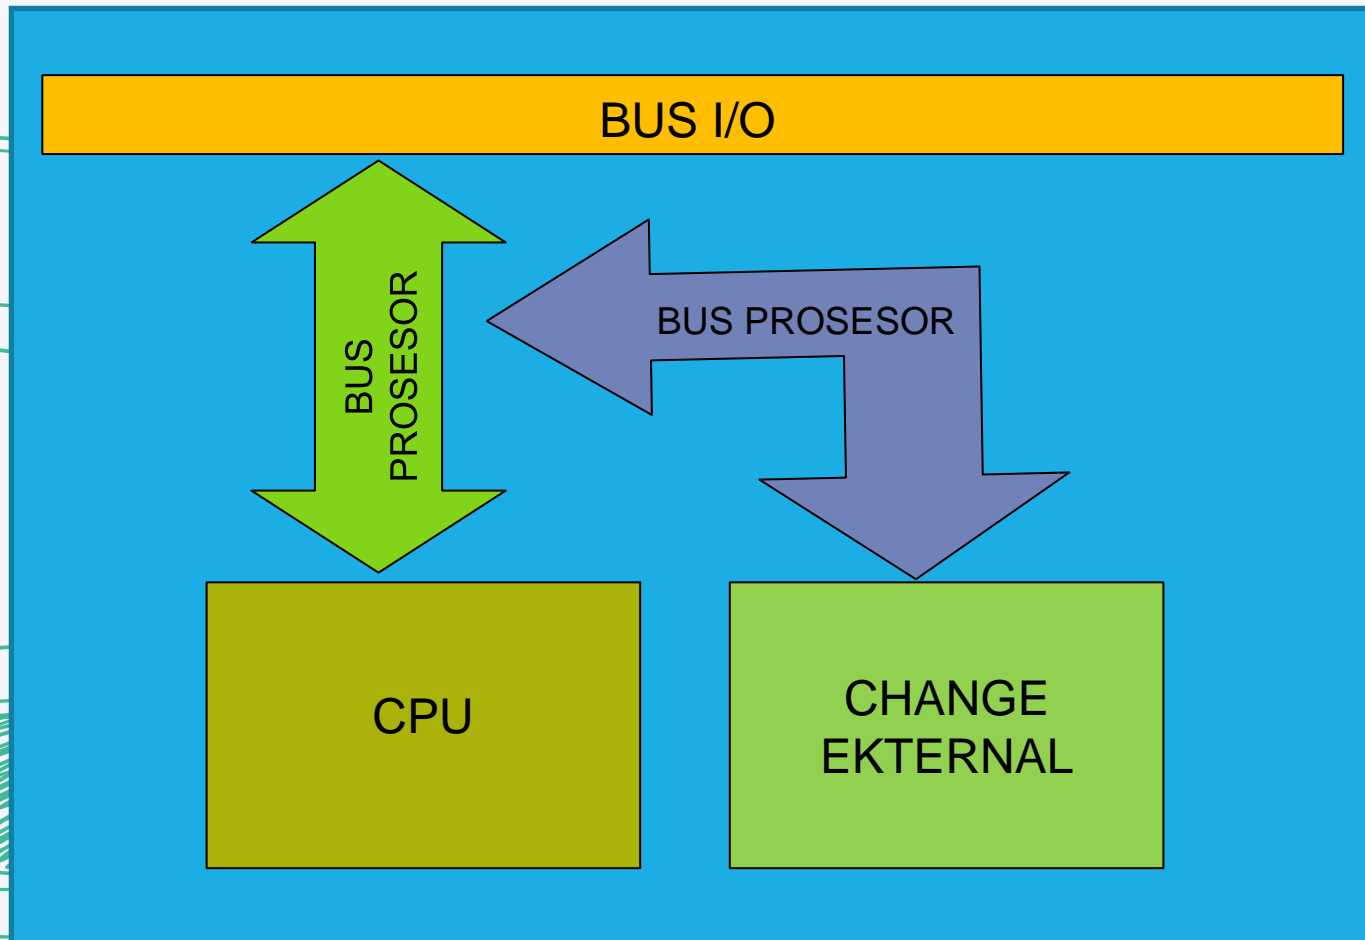 BUS I/O
BUS
PROSESOR
BUS PROSESOR
CPU
CHANGE
EKTERNAL